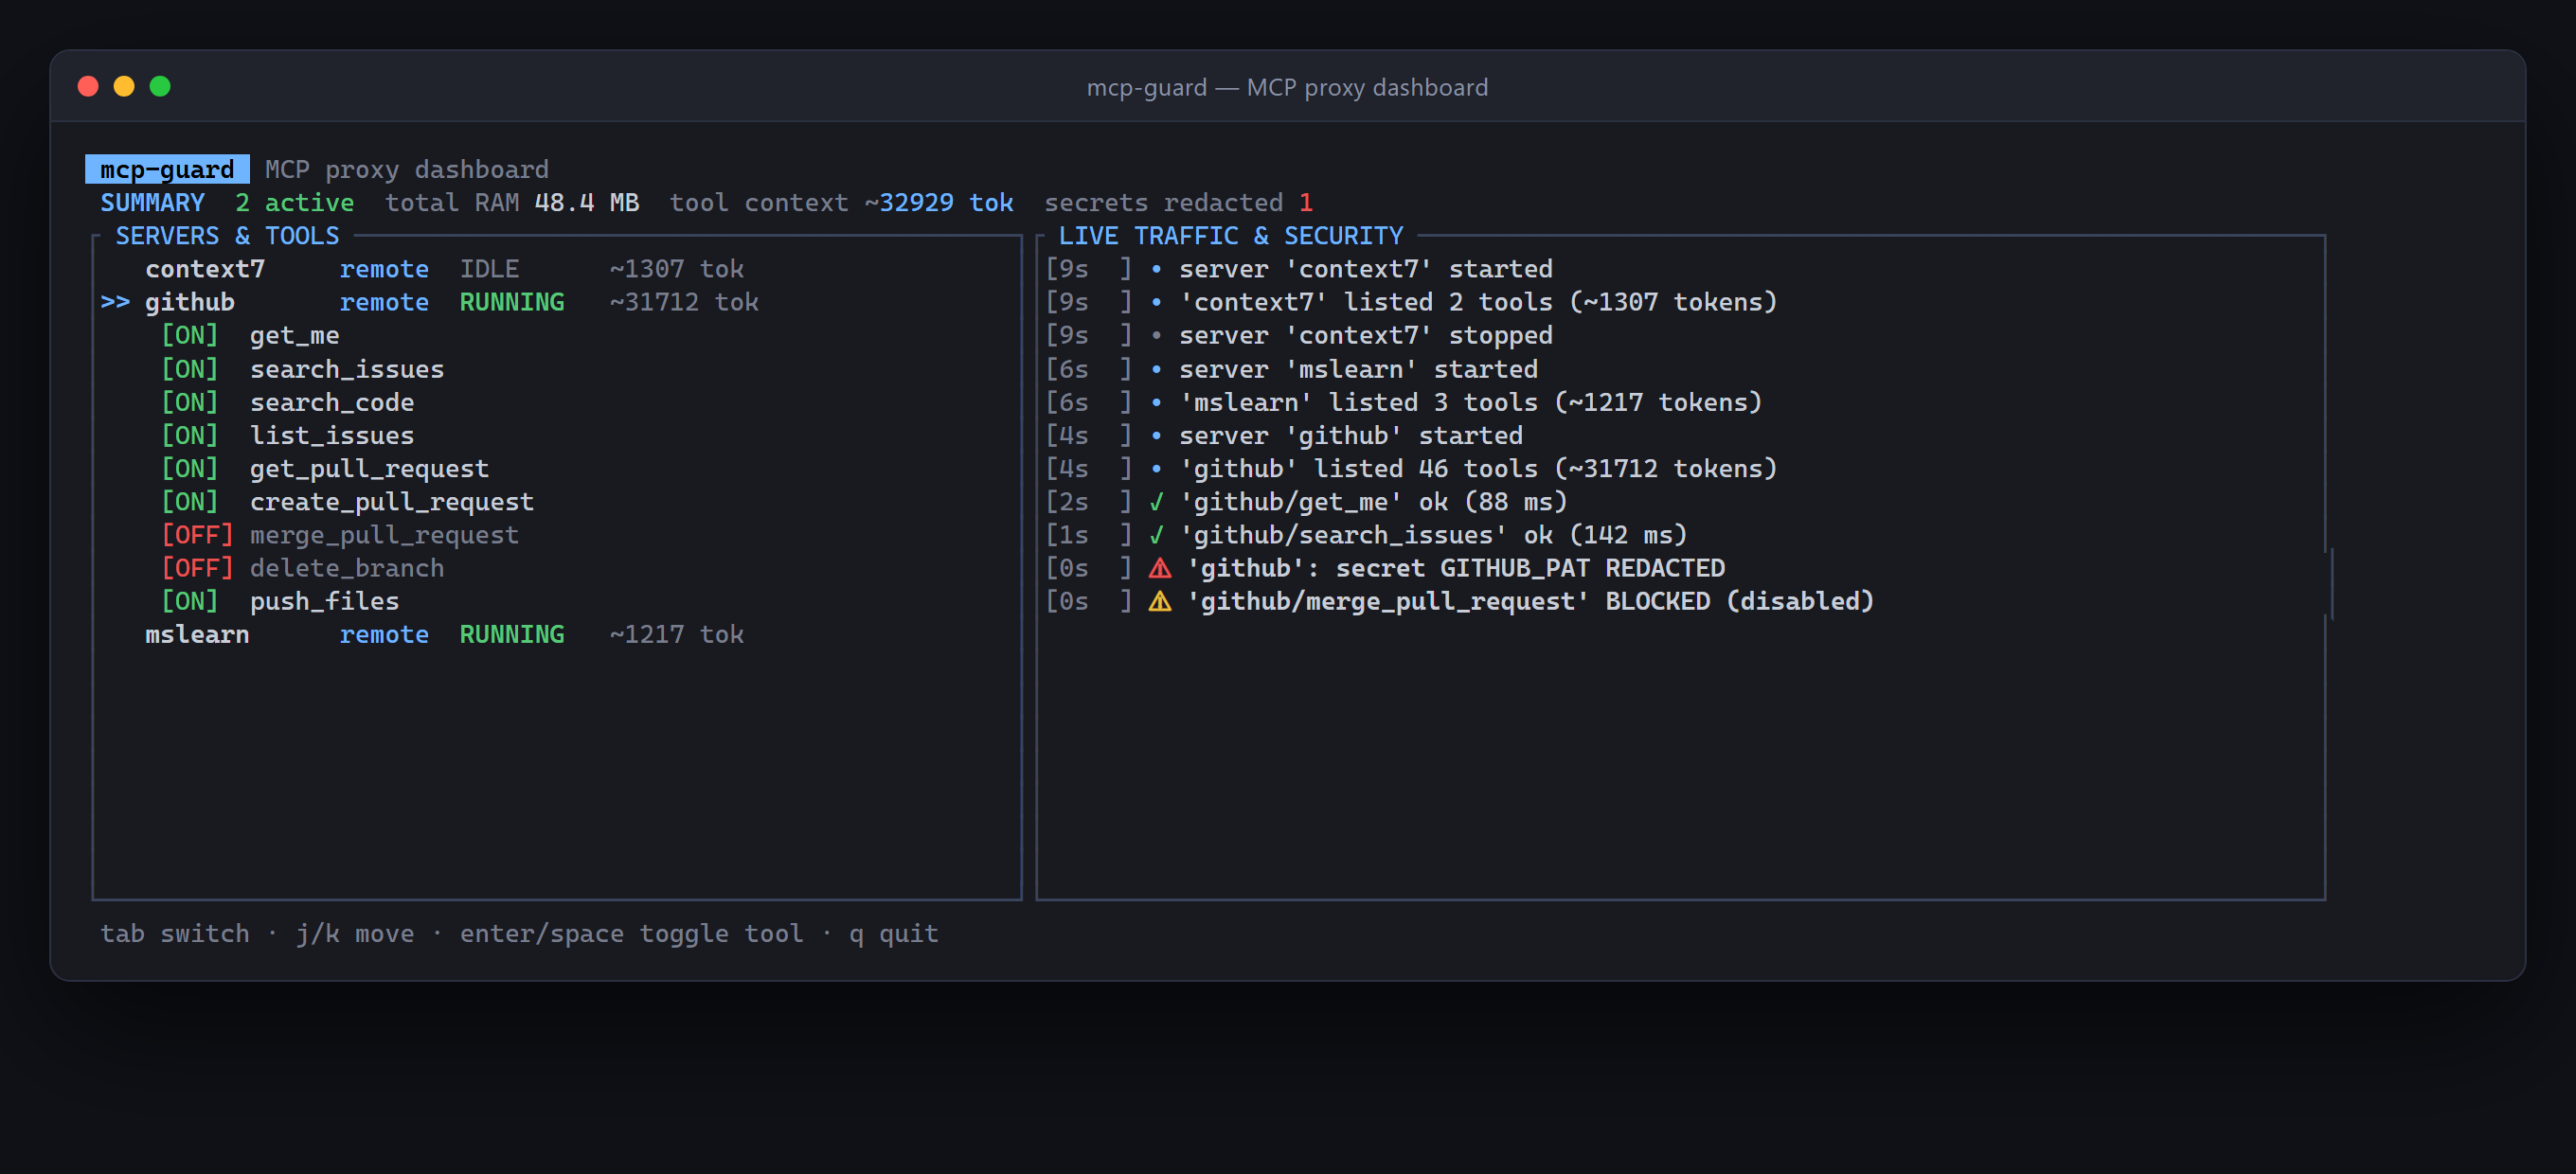 mcp-guard — MCP proxy dashboard
mcp-guard MCP proxy dashboard
SUMMARY 2 active total RAM 48.4 MB tool context ~32929 tok secrets redacted 1
SERVERS & TOOLS
context7 remote IDLE ~1307 tok
>> github remote RUNNING ~31712 tok
[ON] get_me
[ON] search_issues
[ON] search_code
[ON] list_issues
[ON] get_pull_request
[ON] create_pull_request
[OFF] merge_pull_request
[OFF] delete_branch
[ON] push_files
mslearn remote RUNNING ~1217 tok
LIVE TRAFFIC & SECURITY
[9s ] • server 'context7' started
[9s ] • 'context7' listed 2 tools (~1307 tokens)
[9s ] • server 'context7' stopped
[6s ] • server 'mslearn' started
[6s ] • 'mslearn' listed 3 tools (~1217 tokens)
[4s ] • server 'github' started
[4s ] • 'github' listed 46 tools (~31712 tokens)
[2s ] √ 'github/get_me' ok (88 ms)
[1s ] √ 'github/search_issues' ok (142 ms)
[0s ] ⚠ 'github': secret GITHUB_PAT REDACTED
[0s ] ⚠ 'github/merge_pull_request' BLOCKED (disabled)
tab switch · j/k move · enter/space toggle tool · q quit